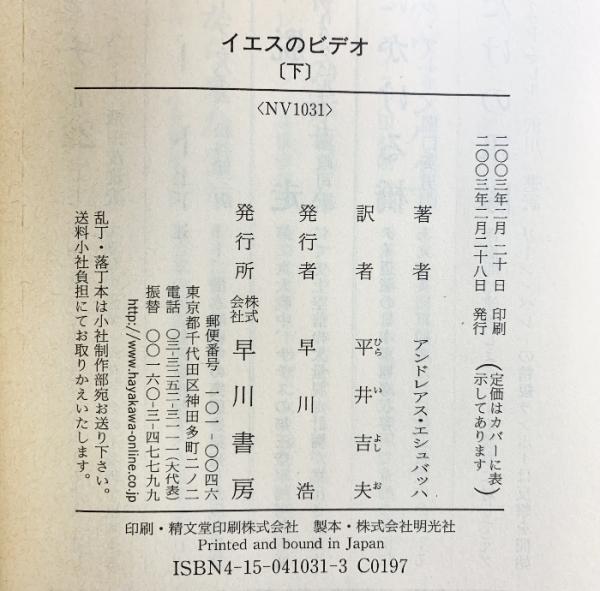 イエスのビデオ
〔下〕
〈NV1031〉
二〇〇三年二月 二十 日 印刷
二〇〇三年二月二十八日 発行
(定価はカバーに表
示してあります)
著者 アンドレアス・エシュバッハ
訳者 平井吉夫
ひら い よし お
発行者 早川浩
発行所 株式会社 早川書房
郵便番号 一〇一-〇〇四六
東京都千代田区神田多町二ノ二
電話 〇三-三二五二-三一一一(大代表)
振替 〇〇一六〇-三-四七七九九
http://www.hayakawa-online.co.jp
乱丁・落丁本は小社制作部宛お送り下さい。
送料小社負担にてお取りかえいたします。
印刷・精文堂印刷株式会社 製本・株式会社明光社
Printed and bound in Japan
ISBN4-15-041031-3 C0197